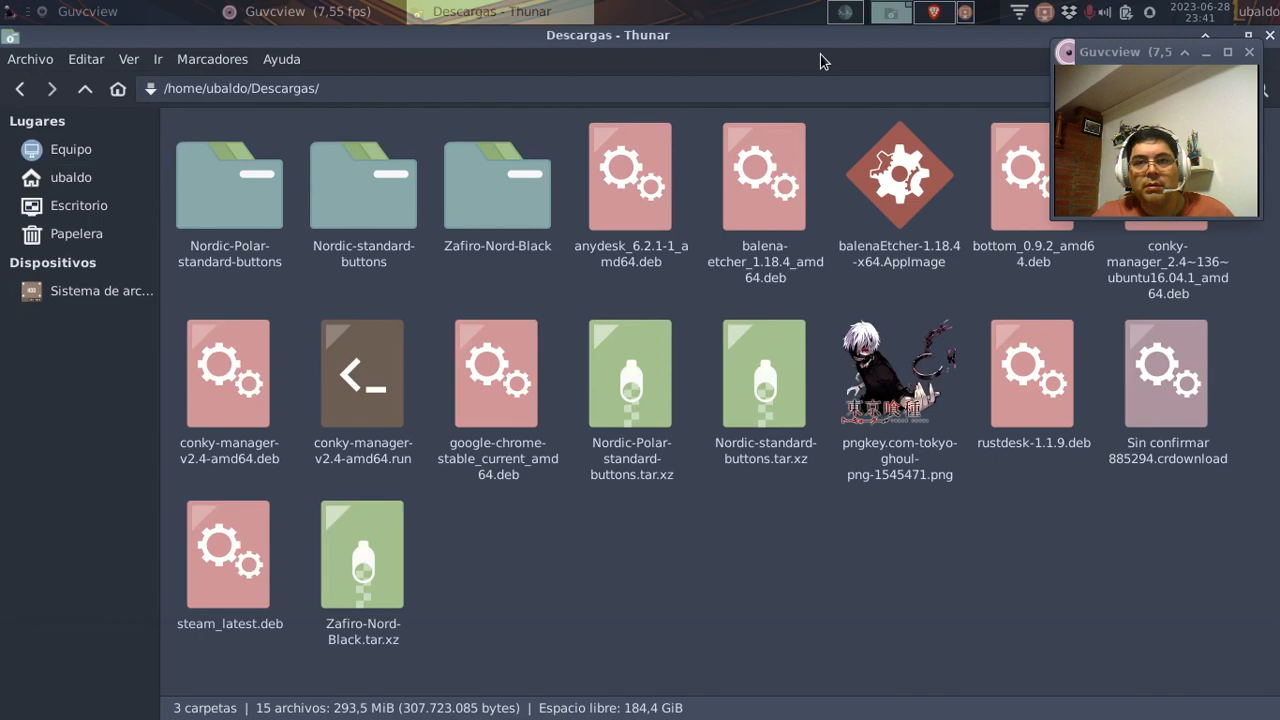 Guvcview
Guvcview (7,55 fps)
Descargas - Thunar
2023-06-28
23:41
ubaldo
Descargas - Thunar
Archivo Editar Ver Ir Marcadores Ayuda
Guvcview (7,5
/home/ubaldo/Descargas/
Lugares
Equipo
ubaldo
Escritorio
Papelera
Dispositivos
Sistema de arc...
Nordic-Polar-
standard-buttons
Nordic-standard-
buttons
Zafiro-Nord-Black
anydesk_6.2.1-1_a
md64.deb
balena-
etcher_1.18.4_amd
64.deb
balenaEtcher-1.18.4
-x64.AppImage
bottom_0.9.2_amd6
4.deb
conky-
manager_2.4~136~
ubuntu16.04.1_amd
64.deb
conky-manager-
v2.4-amd64.deb
conky-manager-
v2.4-amd64.run
google-chrome-
stable_current_amd
64.deb
Nordic-Polar-
standard-
buttons.tar.xz
Nordic-standard-
buttons.tar.xz
東京喰種
pngkey.com-tokyo-
ghoul-
png-1545471.png
rustdesk-1.1.9.deb
Sin confirmar
885294.crdownload
steam_latest.deb
Zafiro-Nord-
Black.tar.xz
3 carpetas | 15 archivos: 293,5 MiB (307.723.085 bytes) | Espacio libre: 184,4 GiB